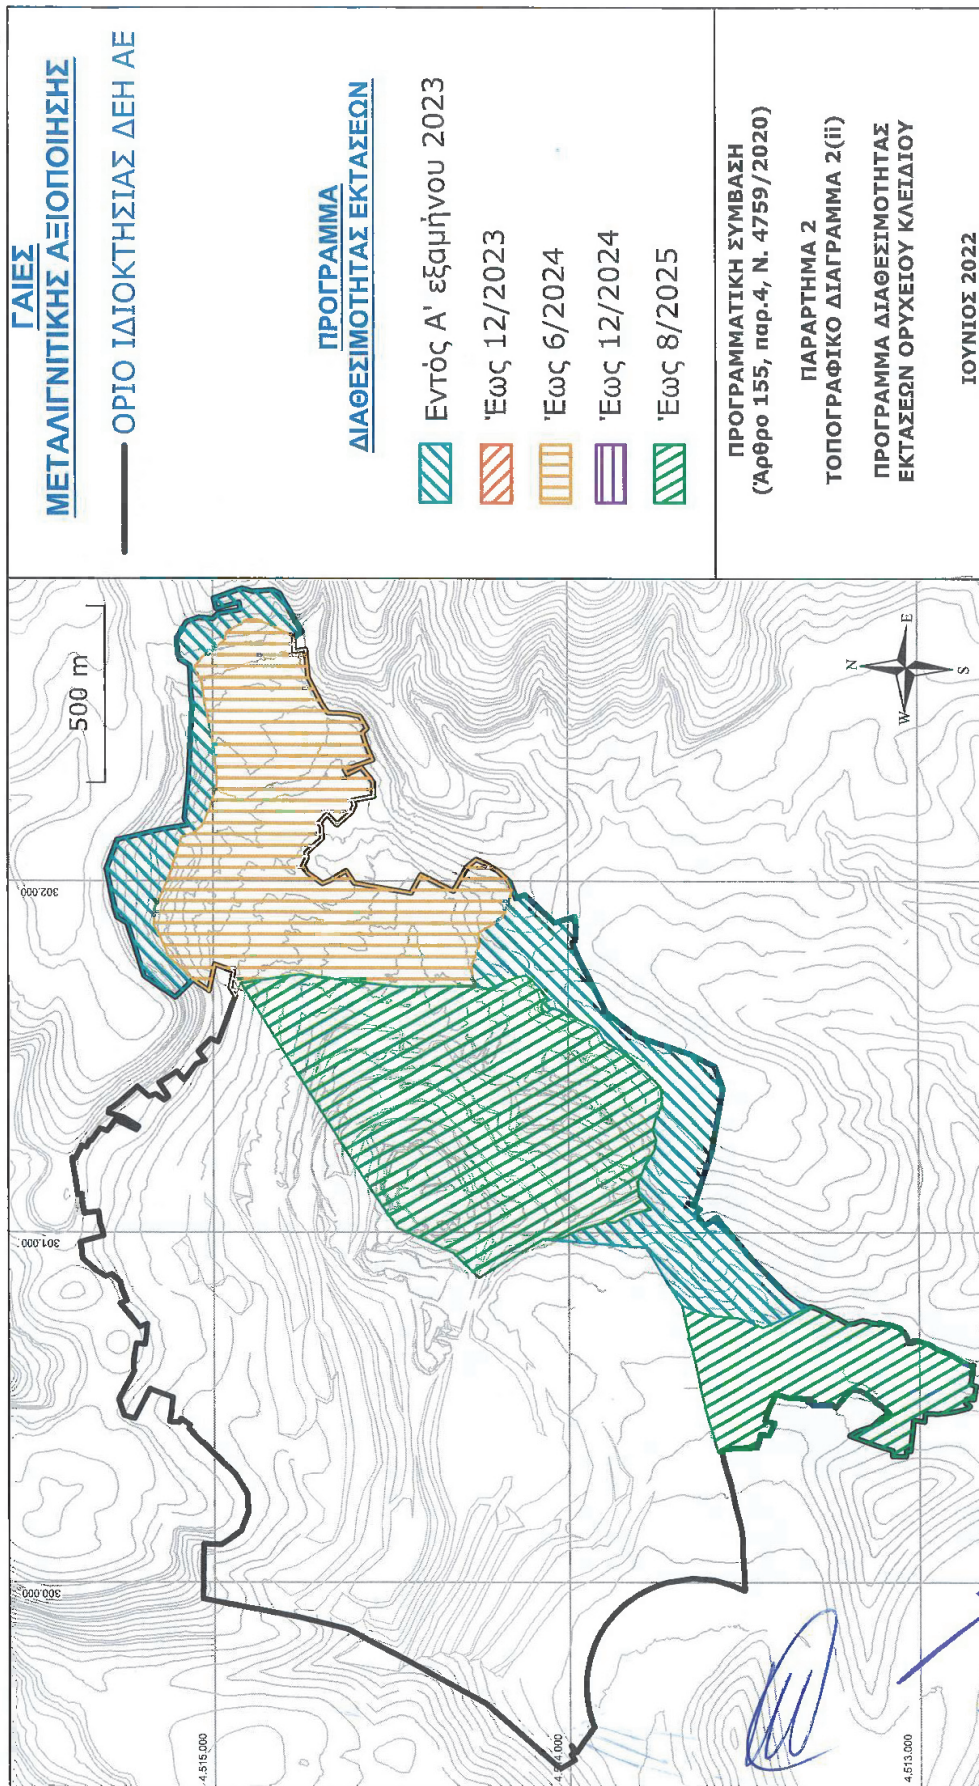 ΓΑΙΕΣ
ΜΕΤΑΛΙΓΝΙΤΙΚΗΣ ΑΞΙΟΠΟΙΗΣΗΣ
ΟΡΙΟ ΙΔΙΟΚΤΗΣΙΑΣ ΔΕΗ ΑΕ
ΠΡΟΓΡΑΜΜΑ
ΔΙΑΘΕΣΙΜΟΤΗΤΑΣ ΕΚΤΑΣΕΩΝ
Εντός Α' εξαμήνου 2023
Έως 12/2023
Έως 6/2024
Έως 12/2024
Έως 8/2025
ΠΡΟΓΡΑΜΜΑΤΙΚΗ ΣΥΜΒΑΣΗ
(Άρθρο 155, παρ.4, Ν. 4759/2020)
ΠΑΡΑΡΤΗΜΑ 2
ΤΟΠΟΓΡΑΦΙΚΟ ΔΙΑΓΡΑΜΜΑ 2(ii)
ΠΡΟΓΡΑΜΜΑ ΔΙΑΘΕΣΙΜΟΤΗΤΑΣ
ΕΚΤΑΣΕΩΝ ΟΡΥΧΕΙΟΥ ΚΛΕΙΔΙΟΥ
ΙΟΥΝΙΟΣ 2022
500 m
300.000
301.000
302.000
4,515.000
4,514.000
4,513.000
N
W
E
S